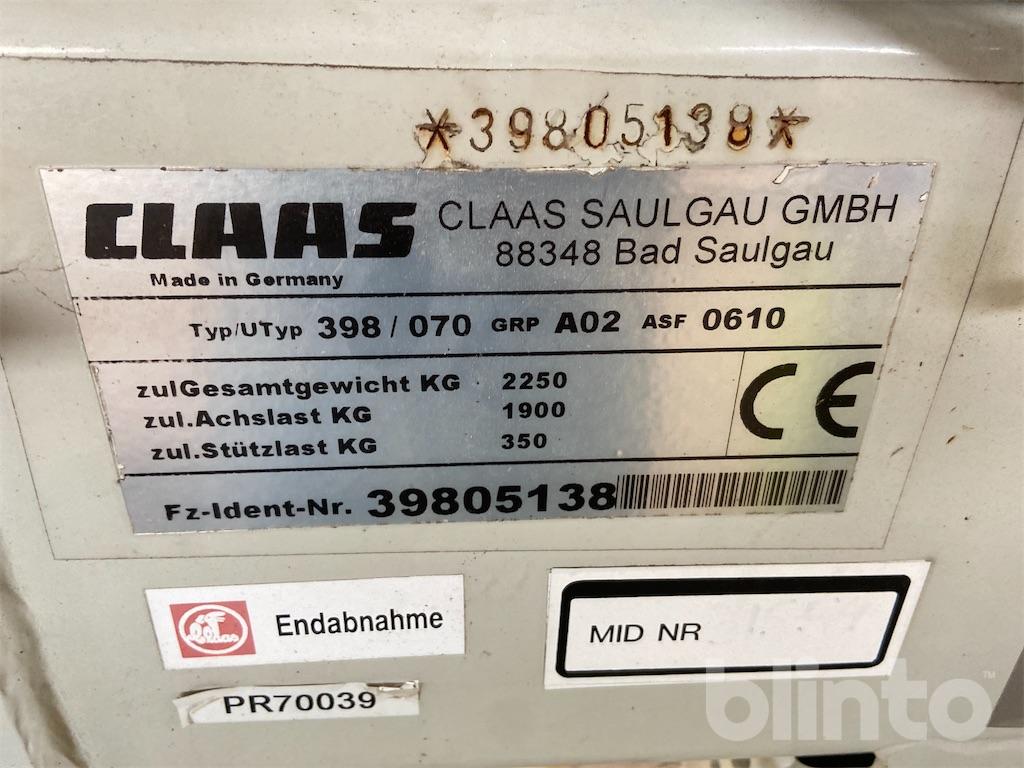 *39805138*
CLAAS CLAAS SAULGAU GMBH
Made in Germany 88348 Bad Saulgau
Typ/UTyp 398 / 070 GRP A02 ASF 0610
zulGesamtgewicht KG 2250
zul.Achslast KG 1900
zul.Stützlast KG 350
CE
Fz-Ident-Nr. 39805138
Claas Endabnahme
MID NR
PR70039
blinto™